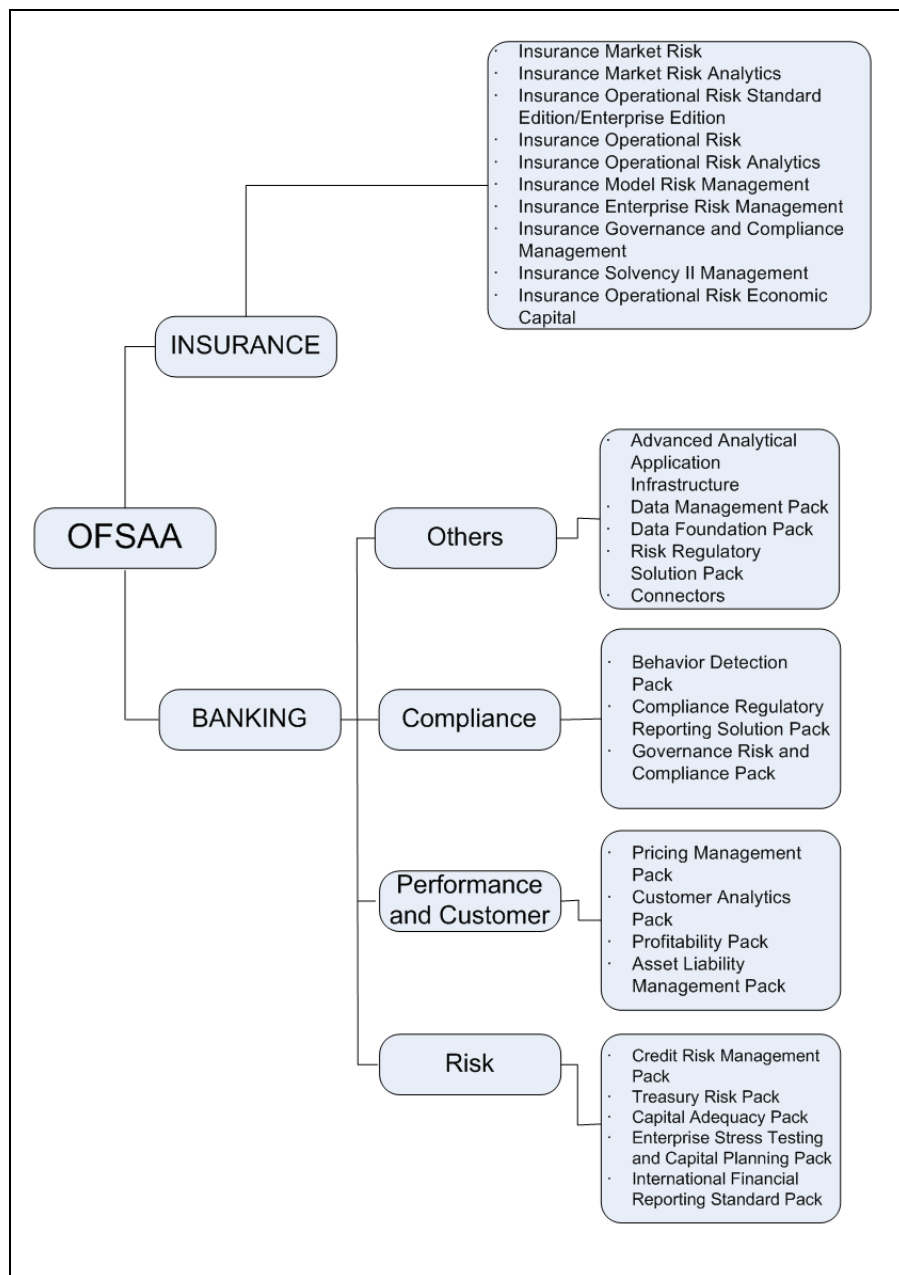 · Insurance Market Risk
· Insurance Market Risk Analytics
· Insurance Operational Risk Standard
Edition/Enterprise Edition
· Insurance Operational Risk
· Insurance Operational Risk Analytics
· Insurance Model Risk Management
· Insurance Enterprise Risk Management
· Insurance Governance and Compliance
Management
· Insurance Solvency II Management
· Insurance Operational Risk Economic
Capital
INSURANCE
OFSAA
BANKING
Others
· Advanced Analytical
Application
Infrastructure
· Data Management Pack
· Data Foundation Pack
· Risk Regulatory
Solution Pack
· Connectors
Compliance
· Behavior Detection
Pack
· Compliance Regulatory
Reporting Solution Pack
· Governance Risk and
Compliance Pack
Performance
and Customer
· Pricing Management
Pack
· Customer Analytics
Pack
· Profitability Pack
· Asset Liability
Management Pack
Risk
· Credit Risk Management
Pack
· Treasury Risk Pack
· Capital Adequacy Pack
· Enterprise Stress Testing
and Capital Planning Pack
· International Financial
Reporting Standard Pack